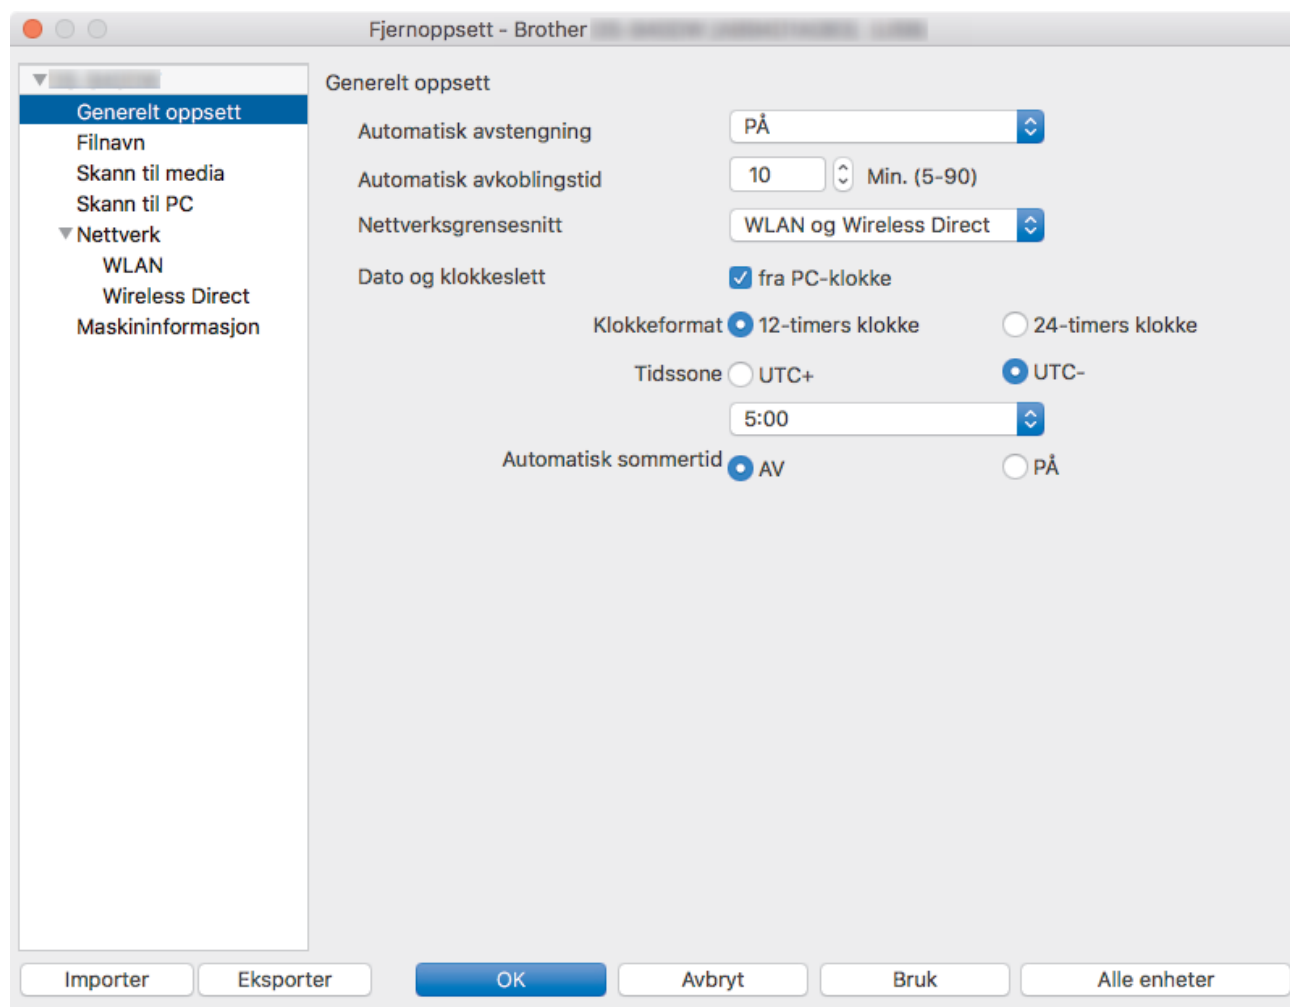 Fjernoppsett - Brother
Generelt oppsett
Filnavn
Skann til media
Skann til PC
Nettverk
WLAN
Wireless Direct
Maskininformasjon
Generelt oppsett
Automatisk avstengning PÅ
Automatisk avkoblingstid 10 Min. (5-90)
Nettverksgrensesnitt WLAN og Wireless Direct
Dato og klokkeslett fra PC-klokke
Klokkeformat 12-timers klokke 24-timers klokke
Tidssone UTC+ UTC-
5:00
Automatisk sommertid AV PÅ
Importer Eksporter OK Avbryt Bruk Alle enheter